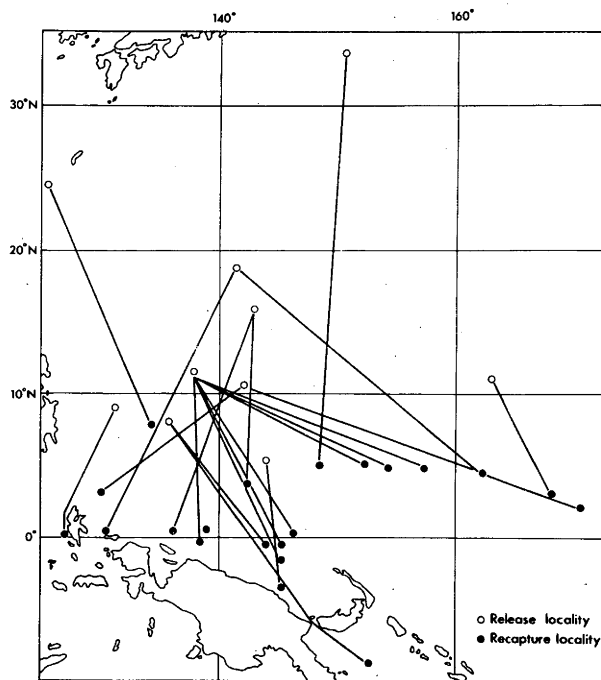 140° 160°
30°N
20°N
10°N
0°
○ Release locality
● Recapture locality